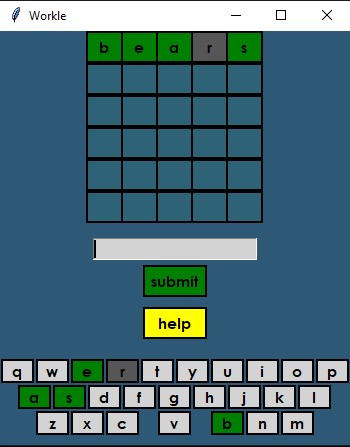 Workle
b e a r s
submit
help
q w e r t y u i o p
a s d f g h j k l
z x c v b n m